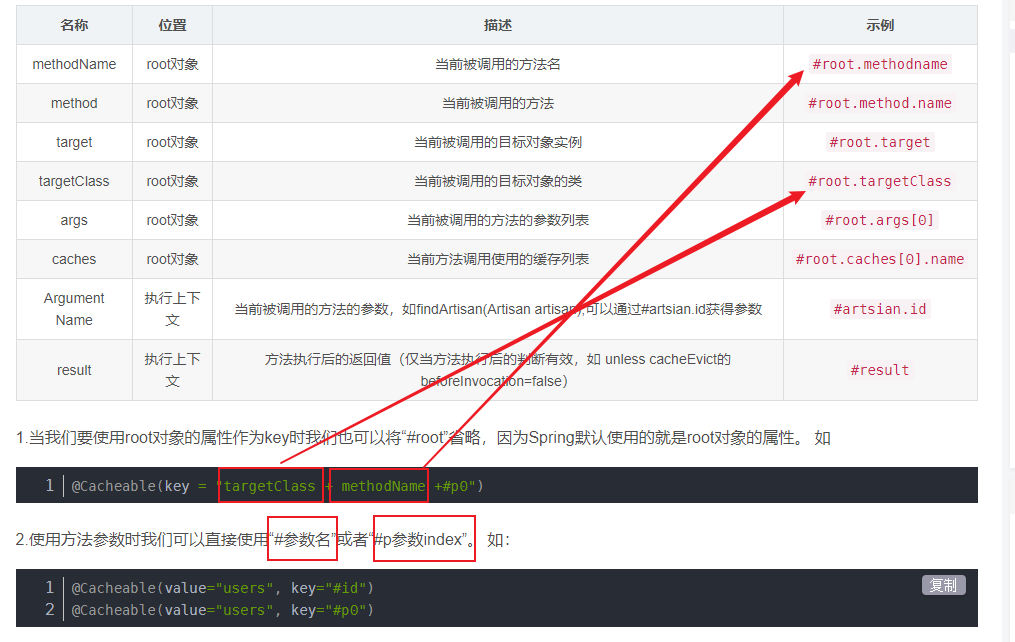 名称 位置 描述 示例
methodName root对象 当前被调用的方法名 #root.methodname
method root对象 当前被调用的方法 #root.method.name
target root对象 当前被调用的目标对象实例 #root.target
targetClass root对象 当前被调用的目标对象的类 #root.targetClass
args root对象 当前被调用的方法的参数列表 #root.args[0]
caches root对象 当前方法调用使用的缓存列表 #root.caches[0].name
Argument
Name
执行上下
文
当前被调用的方法的参数，如findArtisan(Artisan artisan),可以通过#artsian.id获得参数
#artsian.id
result
执行上下
文
方法执行后的返回值（仅当方法执行后的判断有效，如 unless cacheEvict的
beforeInvocation=false）
#result
1.当我们要使用root对象的属性作为key时我们也可以将“#root”省略，因为Spring默认使用的就是root对象的属性。 如
1 @Cacheable(key = "targetClass + methodName +#p0")
2.使用方法参数时我们可以直接使用“#参数名”或者“#p参数index”。 如：
复制
1 @Cacheable(value="users", key="#id")
2 @Cacheable(value="users", key="#p0")